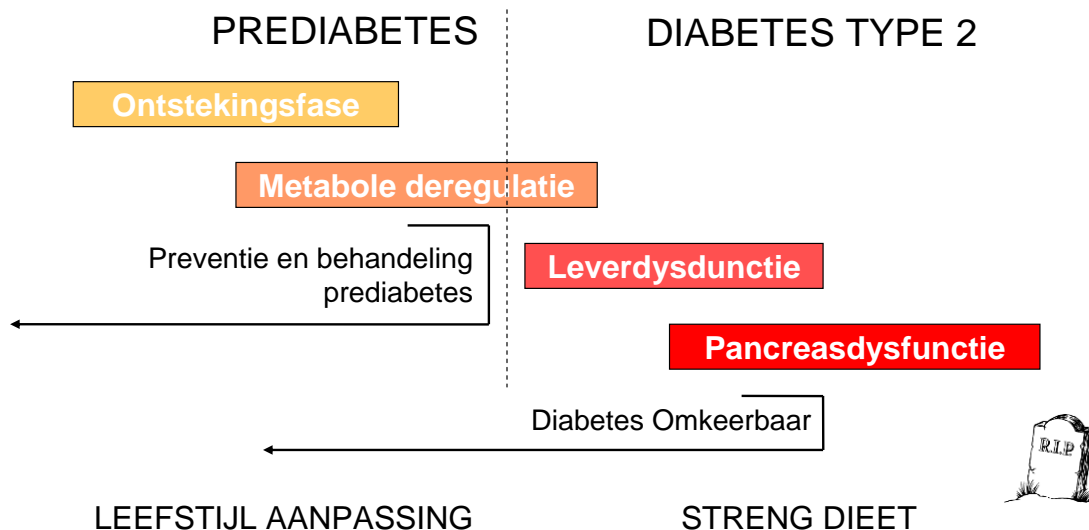 PREDIABETES
DIABETES TYPE 2
Ontstekingsfase
Metabole deregulatie
Preventie en behandeling
prediabetes
Leverdysdunctie
Pancreasdysfunctie
Diabetes Omkeerbaar
R.I.P
LEEFSTIJL AANPASSING
STRENG DIEET